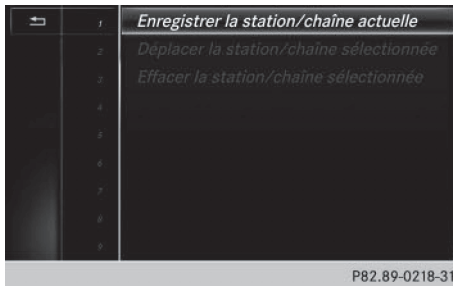 1 Enregistrer la station/chaîne actuelle
2 Déplacer la station/chaîne sélectionnée
3 Effacer la station/chaîne sélectionnée
4
5
6
7
8
9
P82.89-0218-31